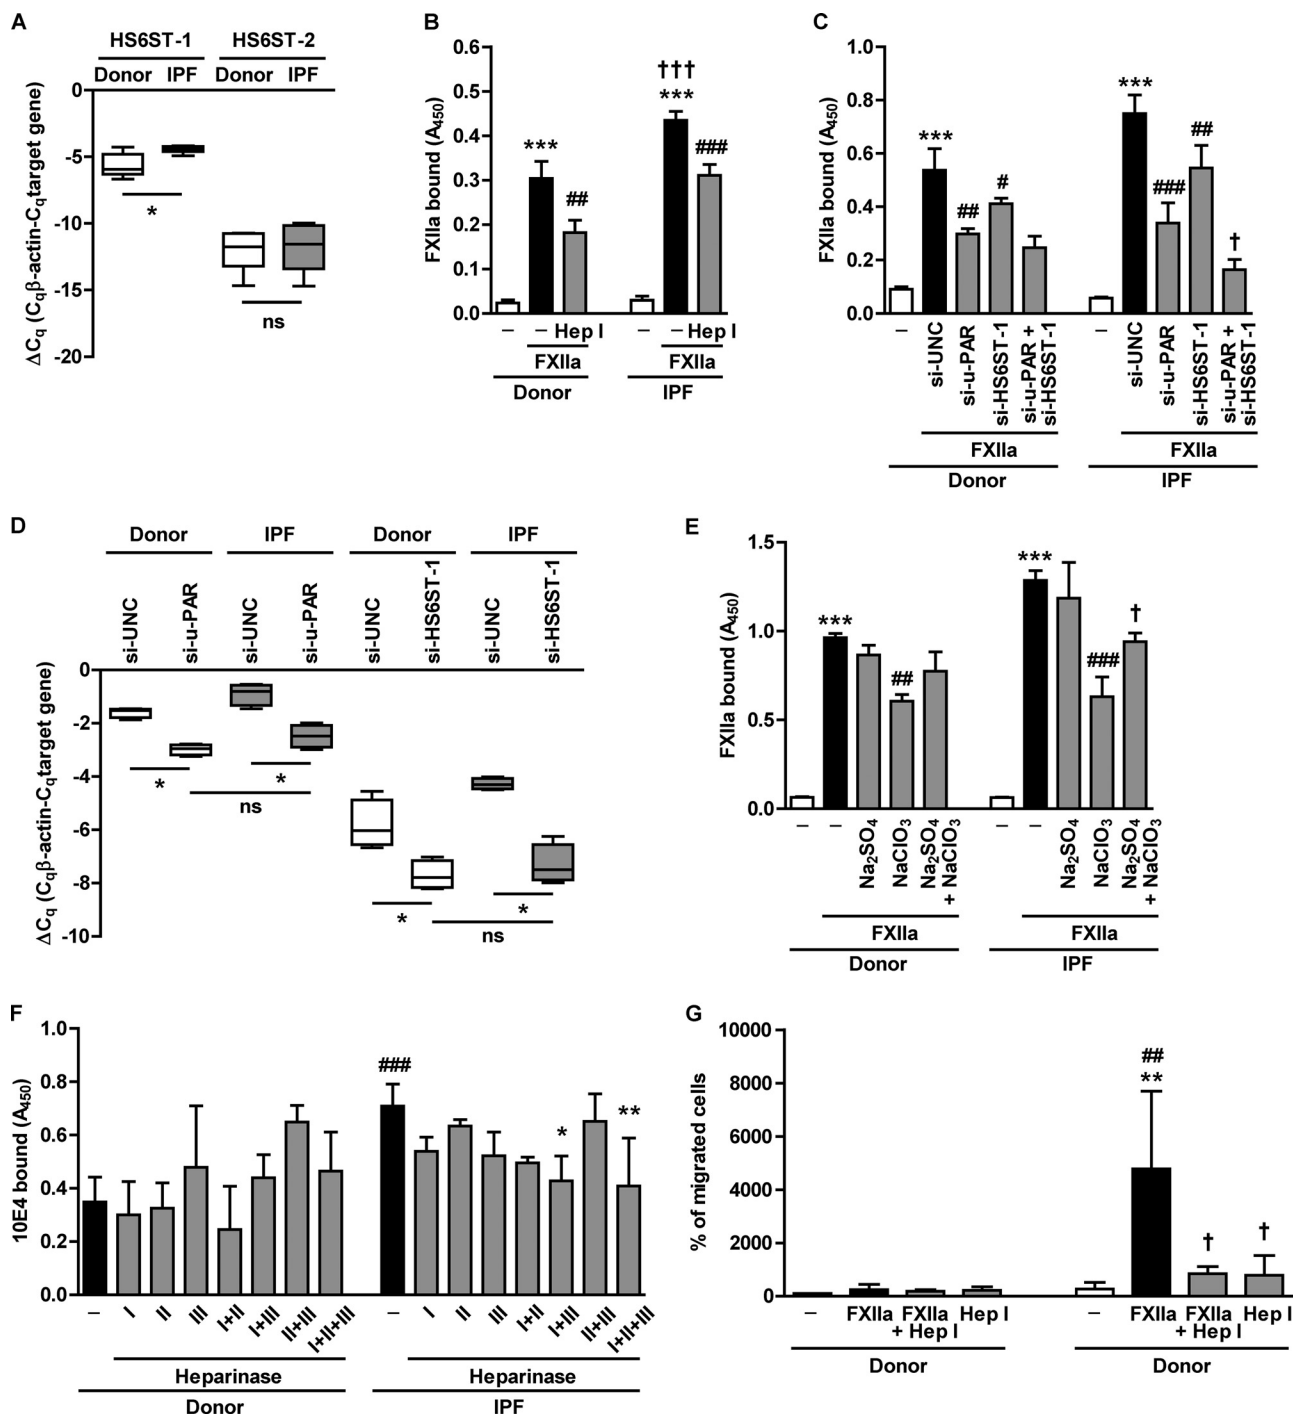 A
HS6ST-1 HS6ST-2
Donor IPF Donor IPF
ΔCq (Cqβ-actin-Cqtarget gene)
0
-5
-10
-15
-20
*
ns
B
FXIIa bound (A450)
0.6
0.5
0.4
0.3
0.2
0.1
0.0
***
##
†††
***
###
– – Hep I – – Hep I
FXIIa FXIIa
Donor IPF
C
FXIIa bound (A450)
1.0
0.8
0.6
0.4
0.2
0.0
***
##
#
***
###
##
†
–
si-UNC
si-u-PAR
si-HS6ST-1
si-u-PAR +
si-HS6ST-1
–
si-UNC
si-u-PAR
si-HS6ST-1
si-u-PAR +
si-HS6ST-1
FXIIa FXIIa
Donor IPF
D
Donor IPF Donor IPF
si-UNC
si-u-PAR
si-UNC
si-u-PAR
si-UNC
si-HS6ST-1
si-UNC
si-HS6ST-1
ΔCq (Cqβ-actin-Cqtarget gene)
0
-2
-4
-6
-8
-10
* *
ns
* *
ns
E
FXIIa bound (A450)
1.5
1.0
0.5
0.0
***
##
***
###
†
–
–
Na2SO4
NaClO3
Na2SO4
+ NaClO3
–
–
Na2SO4
NaClO3
Na2SO4
+ NaClO3
FXIIa FXIIa
Donor IPF
F
10E4 bound (A450)
1.0
0.8
0.6
0.4
0.2
0.0
###
*
**
– I II III I+II I+III II+III I+II+III
– I II III I+II I+III II+III I+II+III
Heparinase Heparinase
Donor IPF
G
% of migrated cells
10000
8000
6000
4000
2000
0
##
**
†
†
– FXIIa FXIIa Hep I – FXIIa FXIIa Hep I
+ Hep I + Hep I
Donor Donor